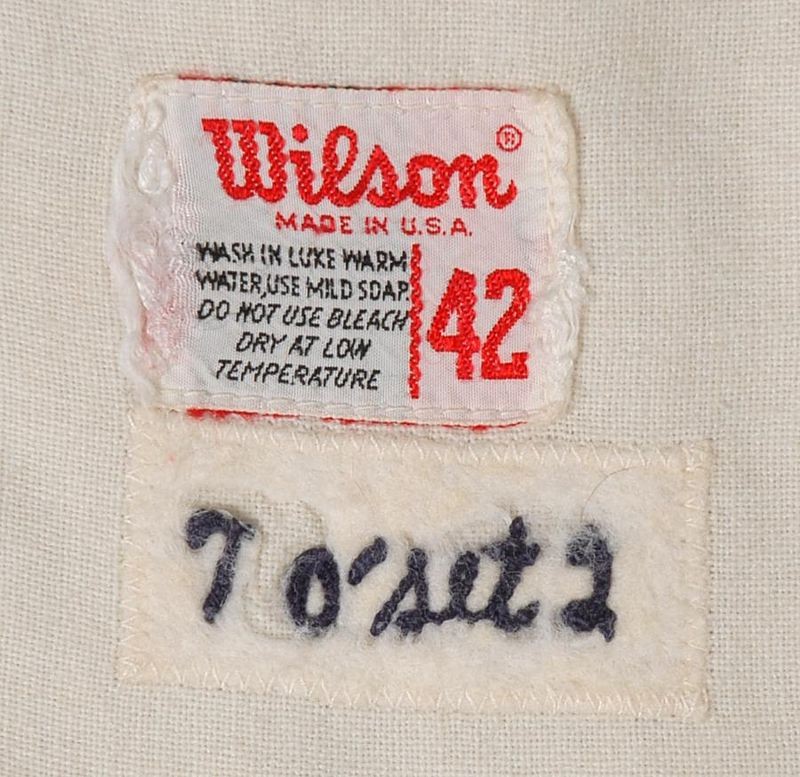 Wilson®
MADE IN U.S.A.
WASH IN LUKE WARM
WATER, USE MILD SOAP.
DO NOT USE BLEACH
DRY AT LOW
TEMPERATURE
42
70 set 2